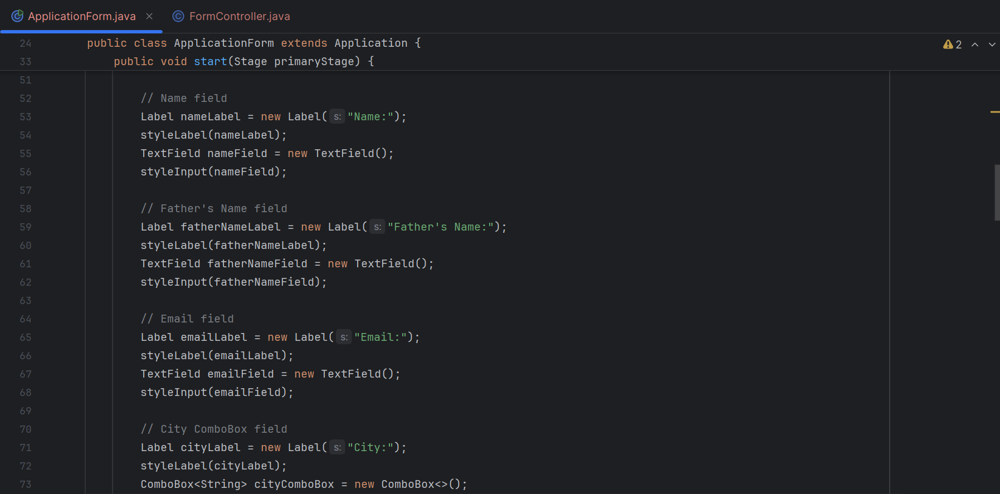 ApplicationForm.java FormController.java
24 public class ApplicationForm extends Application {
2
33 public void start(Stage primaryStage) {
51
52 // Name field
53 Label nameLabel = new Label( s: "Name:");
54 styleLabel(nameLabel);
55 TextField nameField = new TextField();
56 styleInput(nameField);
57
58 // Father's Name field
59 Label fatherNameLabel = new Label( s: "Father's Name:");
60 styleLabel(fatherNameLabel);
61 TextField fatherNameField = new TextField();
62 styleInput(fatherNameField);
63
64 // Email field
65 Label emailLabel = new Label( s: "Email:");
66 styleLabel(emailLabel);
67 TextField emailField = new TextField();
68 styleInput(emailField);
69
70 // City ComboBox field
71 Label cityLabel = new Label( s: "City:");
72 styleLabel(cityLabel);
73 ComboBox<String> cityComboBox = new ComboBox<>();